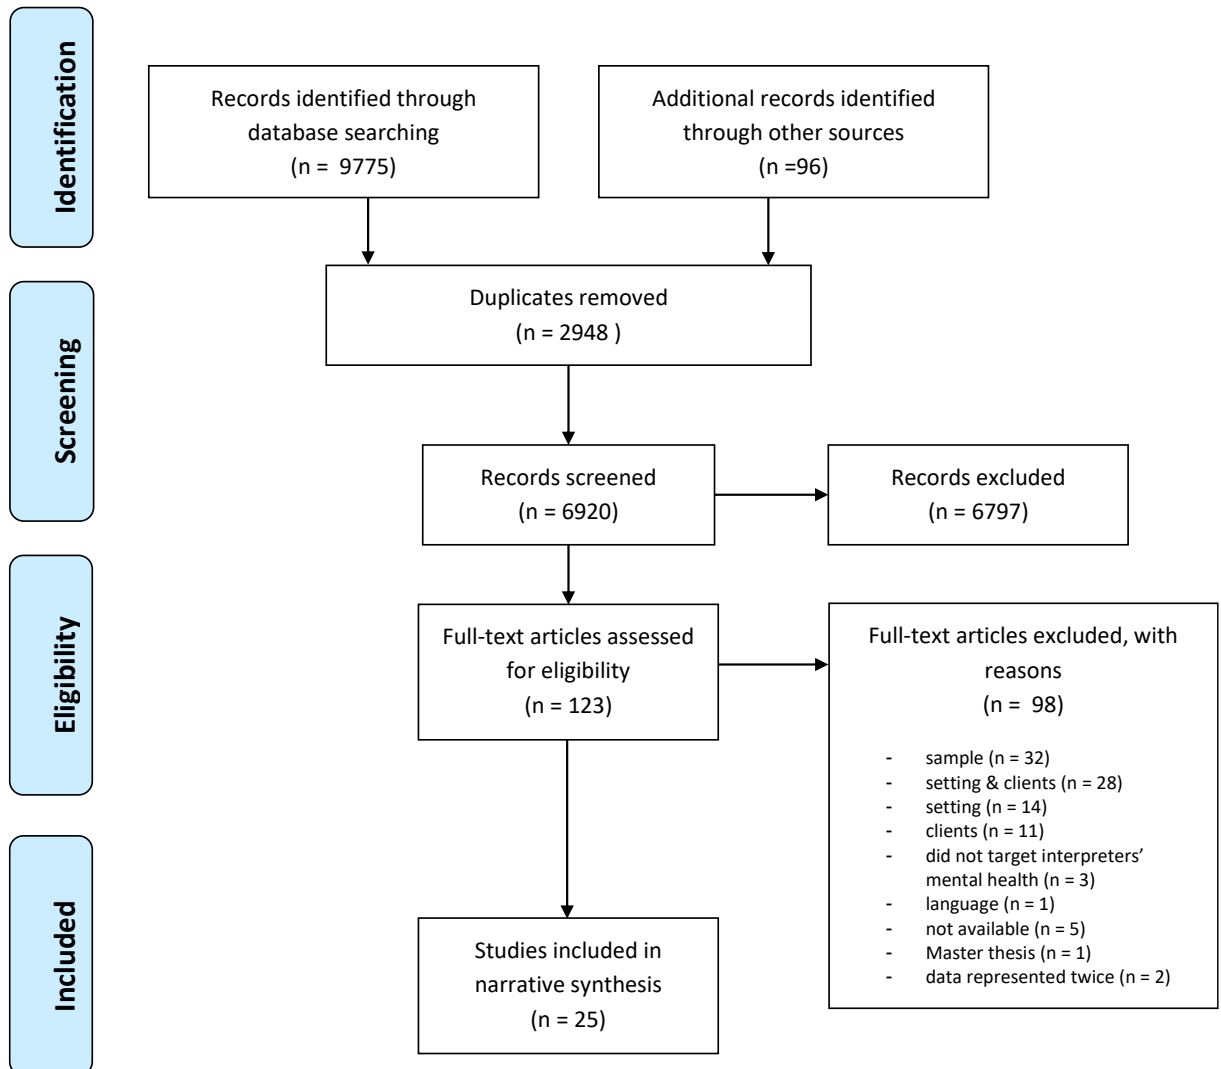 Identification
Records identified through
database searching
(n = 9775)
Additional records identified
through other sources
(n =96)
Duplicates removed
(n = 2948 )
Screening
Records screened
(n = 6920)
Records excluded
(n = 6797)
Eligibility
Full-text articles assessed
for eligibility
(n = 123)
Full-text articles excluded, with
reasons
(n = 98)
- sample (n = 32)
- setting & clients (n = 28)
- setting (n = 14)
- clients (n = 11)
- did not target interpreters’
mental health (n = 3)
- language (n = 1)
- not available (n = 5)
- Master thesis (n = 1)
- data represented twice (n = 2)
Included
Studies included in
narrative synthesis
(n = 25)